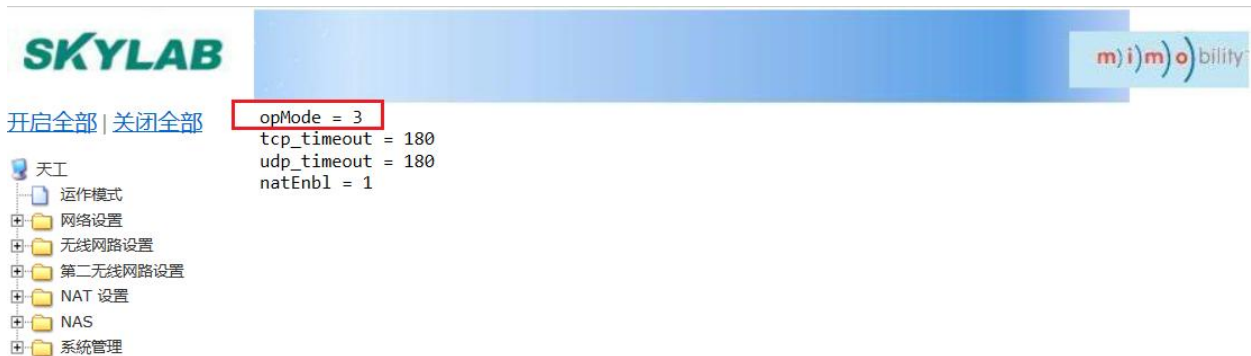 SKYLAB
m)i)m)o)bility
开启全部 | 关闭全部
opMode = 3
tcp_timeout = 180
udp_timeout = 180
natEnbl = 1
天工
运作模式
网络设置
无线网路设置
第二无线网路设置
NAT 设置
NAS
系統管理